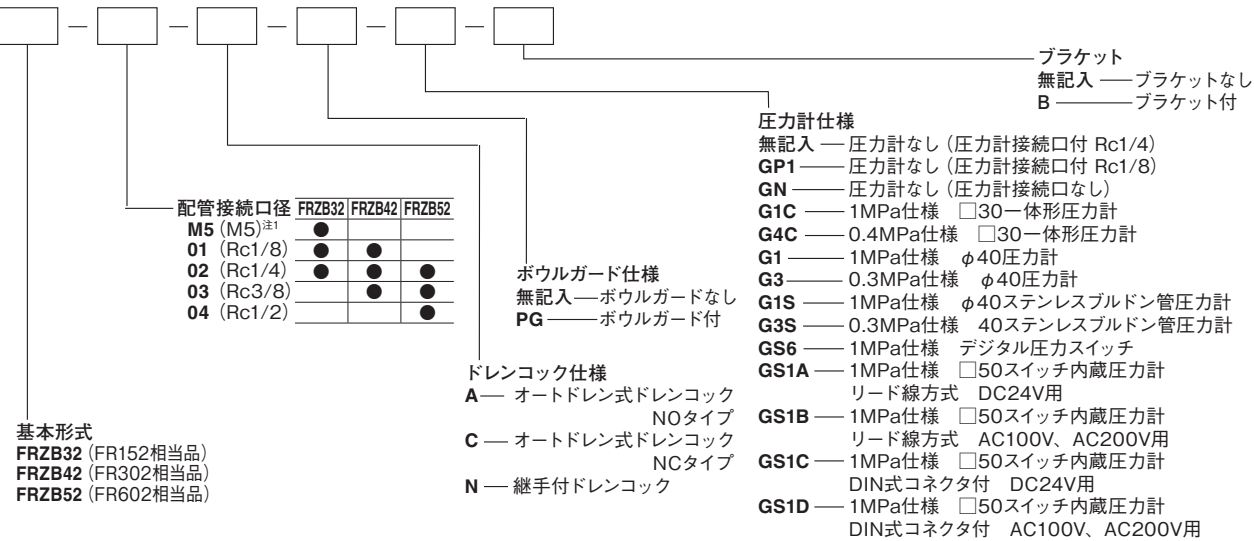 ブラケット
無記入 ── ブラケットなし
B ── ブラケット付
圧力計仕様
無記入 ── 圧力計なし（圧力計接続口付 Rc1/4）
GP1 ── 圧力計なし（圧力計接続口付 Rc1/8）
GN ── 圧力計なし（圧力計接続口なし）
G1C ── 1MPa仕様　□30一体形圧力計
G4C ── 0.4MPa仕様　□30一体形圧力計
G1 ── 1MPa仕様　φ40圧力計
G3 ── 0.3MPa仕様　φ40圧力計
G1S ── 1MPa仕様　φ40ステンレスブルドン管圧力計
G3S ── 0.3MPa仕様　40ステンレスブルドン管圧力計
GS6 ── 1MPa仕様　デジタル圧力スイッチ
GS1A ── 1MPa仕様　□50スイッチ内蔵圧力計
リード線方式　DC24V用
GS1B ── 1MPa仕様　□50スイッチ内蔵圧力計
リード線方式　AC100V、AC200V用
GS1C ── 1MPa仕様　□50スイッチ内蔵圧力計
DIN式コネクタ付　DC24V用
GS1D ── 1MPa仕様　□50スイッチ内蔵圧力計
DIN式コネクタ付　AC100V、AC200V用
ボウルガード仕様
無記入 ── ボウルガードなし
PG ── ボウルガード付
ドレンコック仕様
A ── オートドレン式ドレンコック
NOタイプ
C ── オートドレン式ドレンコック
NCタイプ
N ── 継手付ドレンコック
配管接続口径 FRZB32 FRZB42 FRZB52
M5（M5）注1 ●
01（Rc1/8） ● ●
02（Rc1/4） ● ● ●
03（Rc3/8） ● ●
04（Rc1/2） ●
基本形式
FRZB32（FR152相当品）
FRZB42（FR302相当品）
FRZB52（FR602相当品）